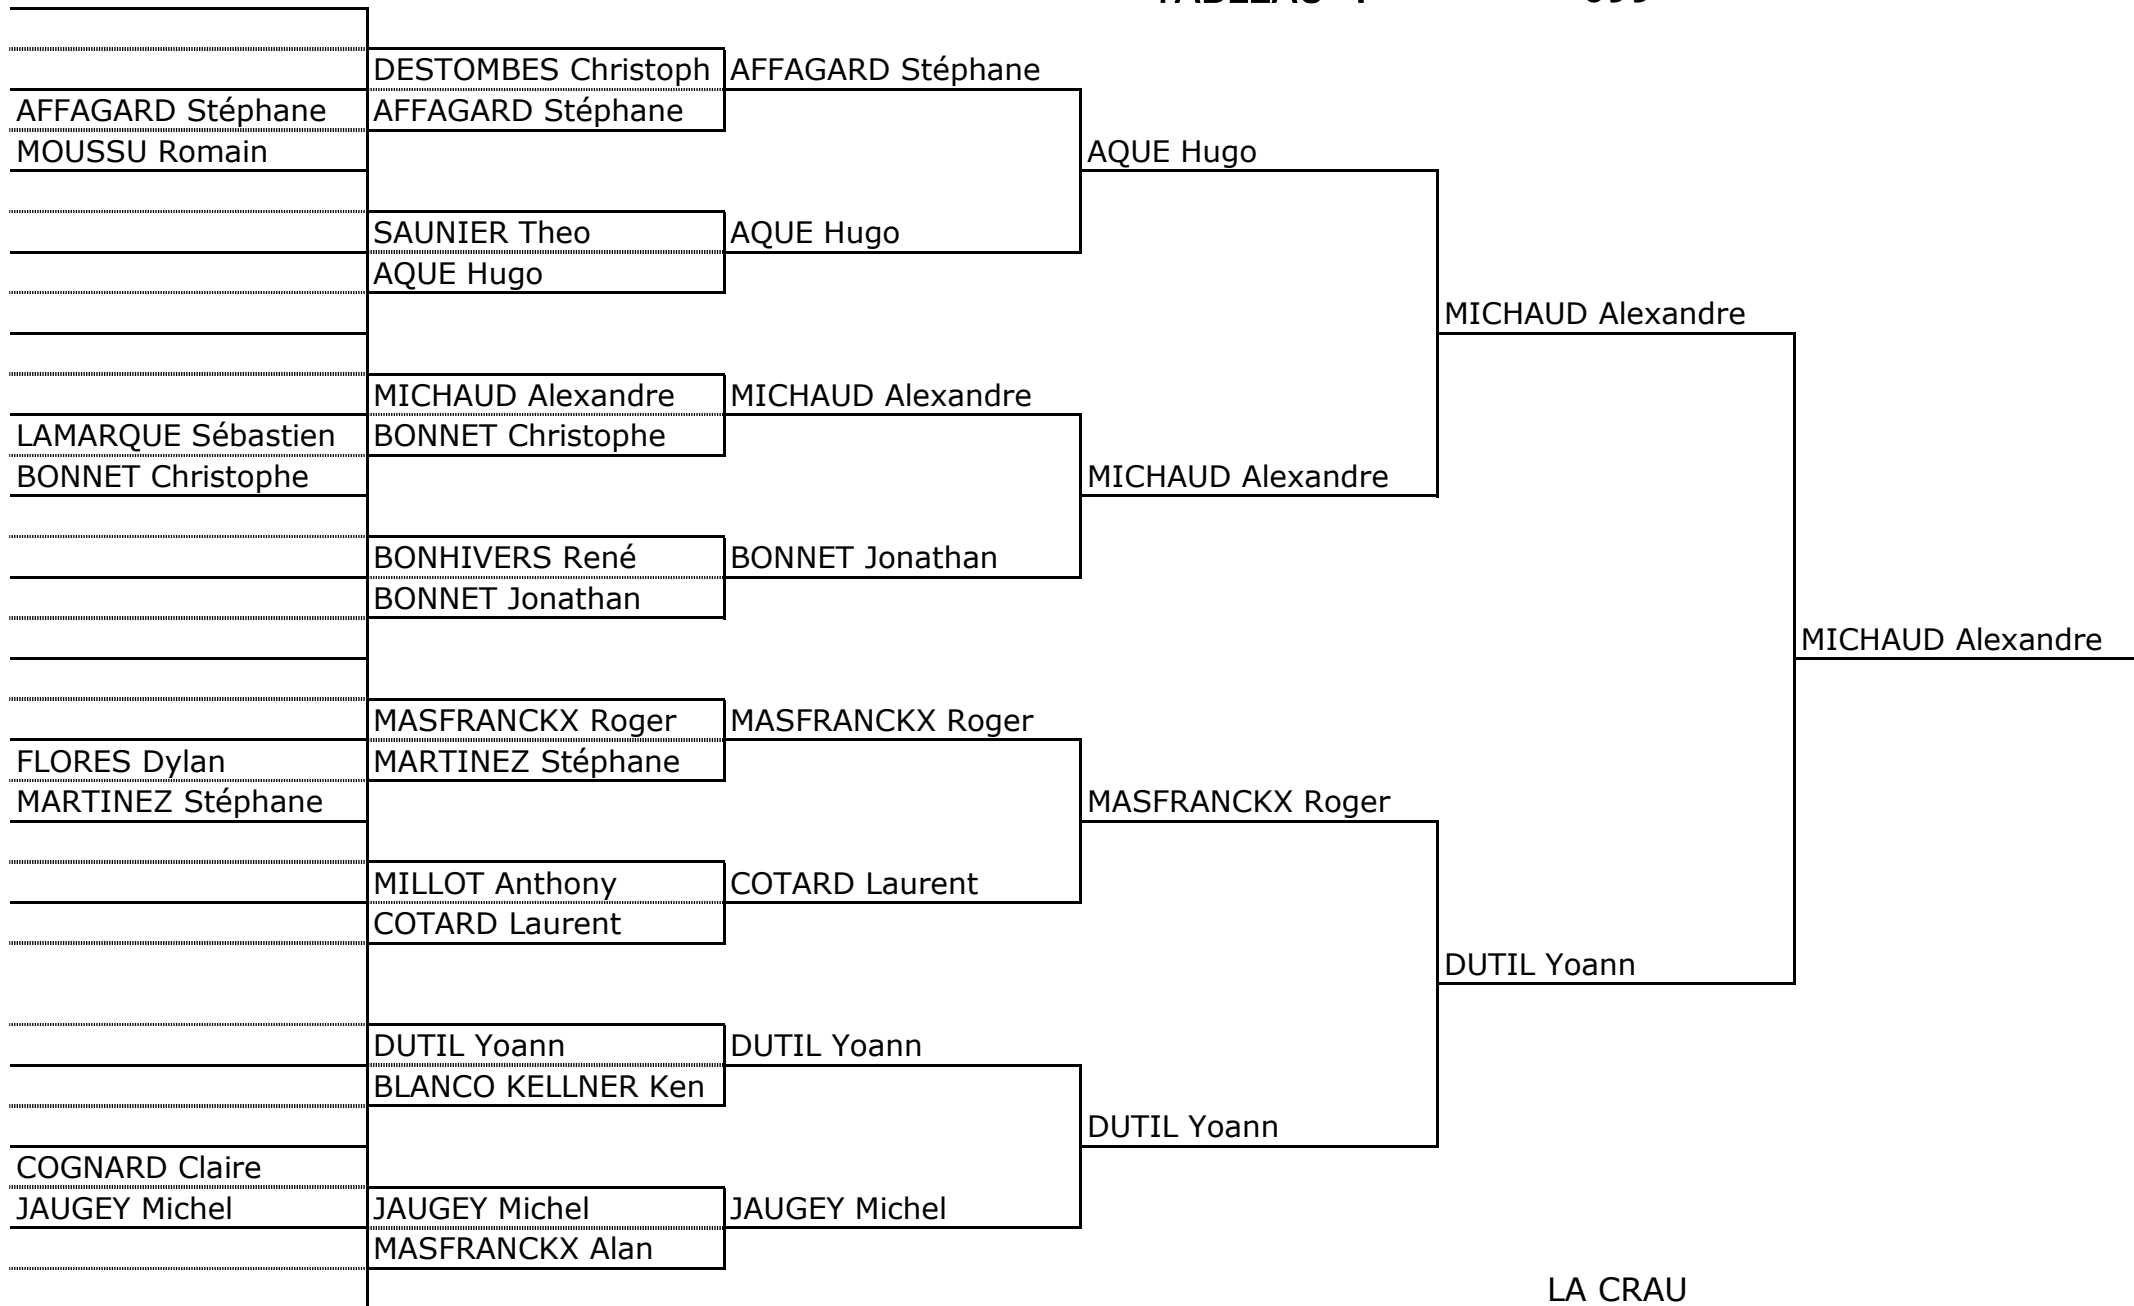 DESTOMBES Christoph AFFAGARD Stéphane
AFFAGARD Stéphane AFFAGARD Stéphane
MOUSSU Romain AQUE Hugo
SAUNIER Theo AQUE Hugo
AQUE Hugo
MICHAUD Alexandre
MICHAUD Alexandre MICHAUD Alexandre
LAMARQUE Sébastien BONNET Christophe
BONNET Christophe MICHAUD Alexandre
BONHIVERS René BONNET Jonathan
BONNET Jonathan
MICHAUD Alexandre
MASFRANCKX Roger MASFRANCKX Roger
FLORES Dylan MARTINEZ Stéphane
MARTINEZ Stéphane MASFRANCKX Roger
MILLOT Anthony COTARD Laurent
COTARD Laurent
DUTIL Yoann
DUTIL Yoann DUTIL Yoann
BLANCO KELLNER Ken
DUTIL Yoann
COGNARD Claire
JAUGEY Michel JAUGEY Michel JAUGEY Michel
MASFRANCKX Alan
LA CRAU